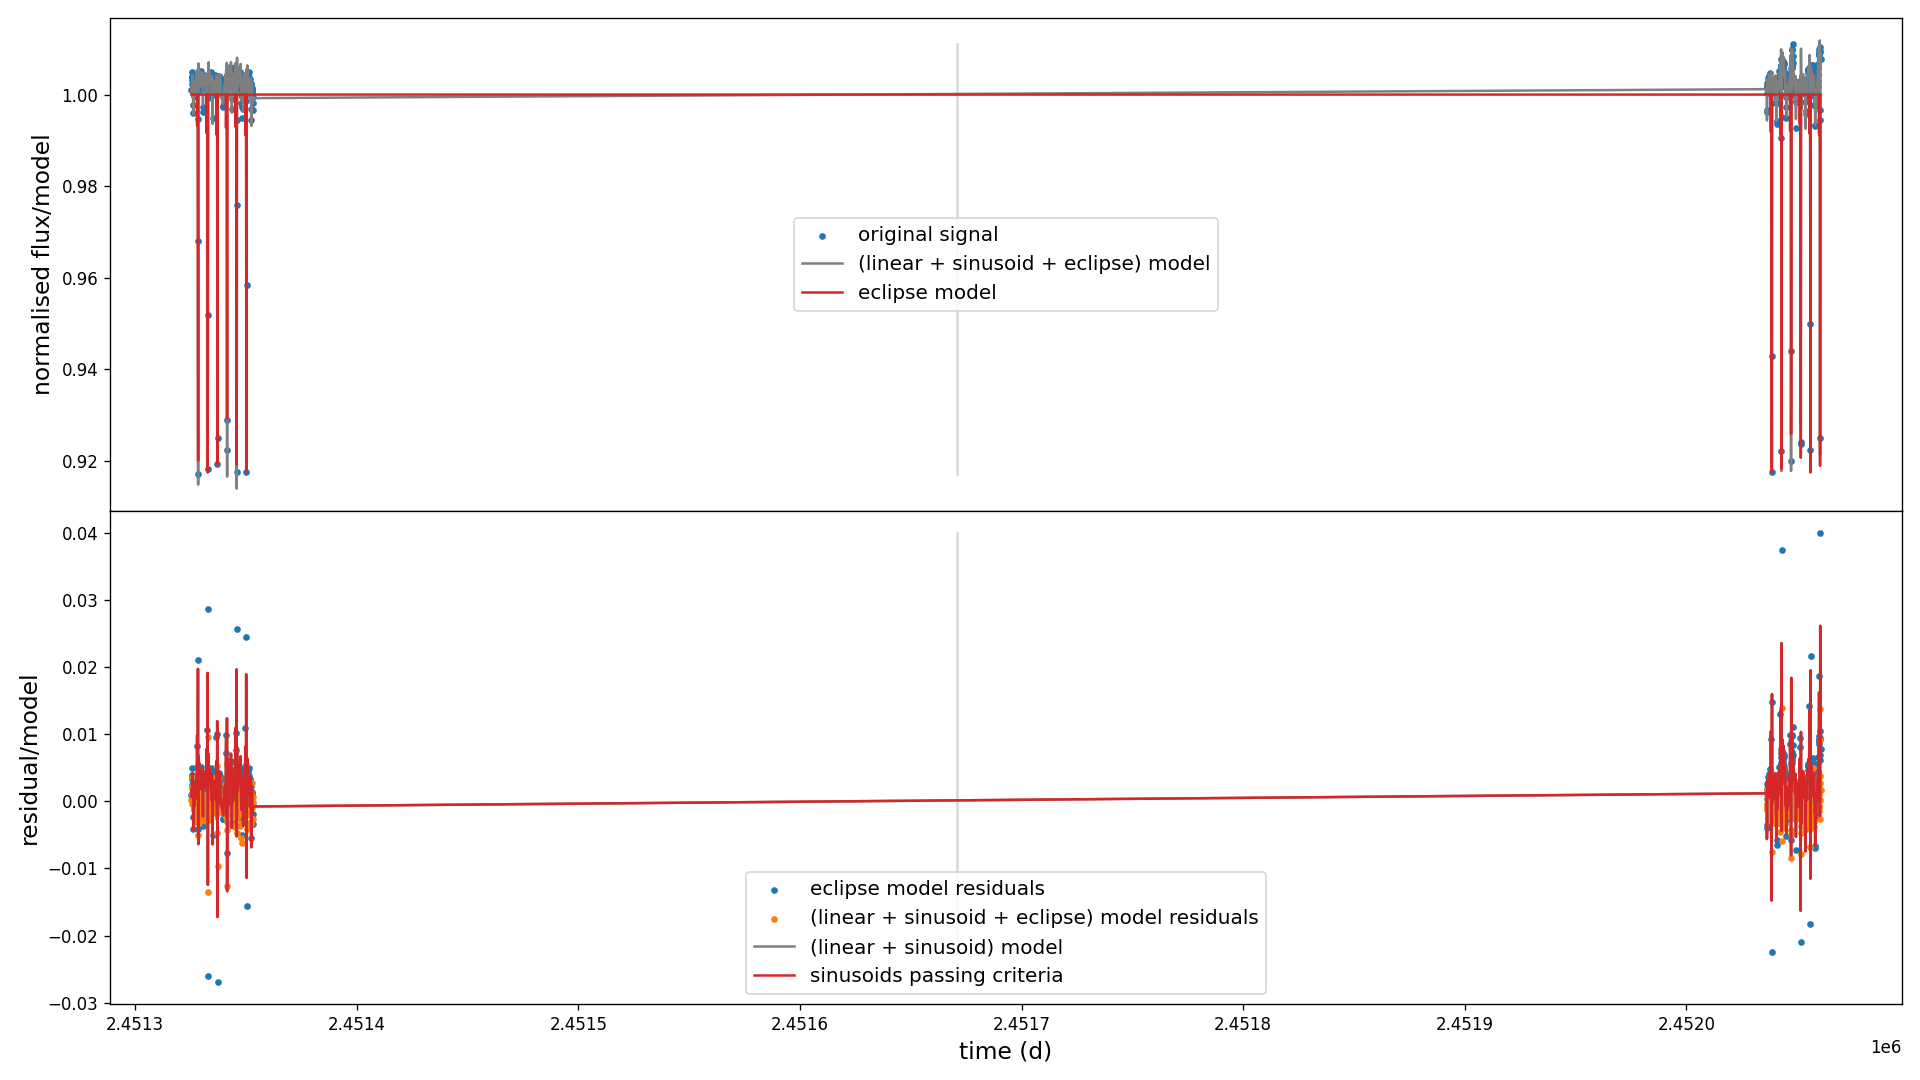 normalised flux/model
1.00
0.98
0.96
0.94
0.92
original signal
(linear + sinusoid + eclipse) model
eclipse model
residual/model
0.04
0.03
0.02
0.01
0.00
−0.01
−0.02
−0.03
eclipse model residuals
(linear + sinusoid + eclipse) model residuals
(linear + sinusoid) model
sinusoids passing criteria
2.4513 2.4514 2.4515 2.4516 2.4517 2.4518 2.4519 2.4520
time (d)
1e6